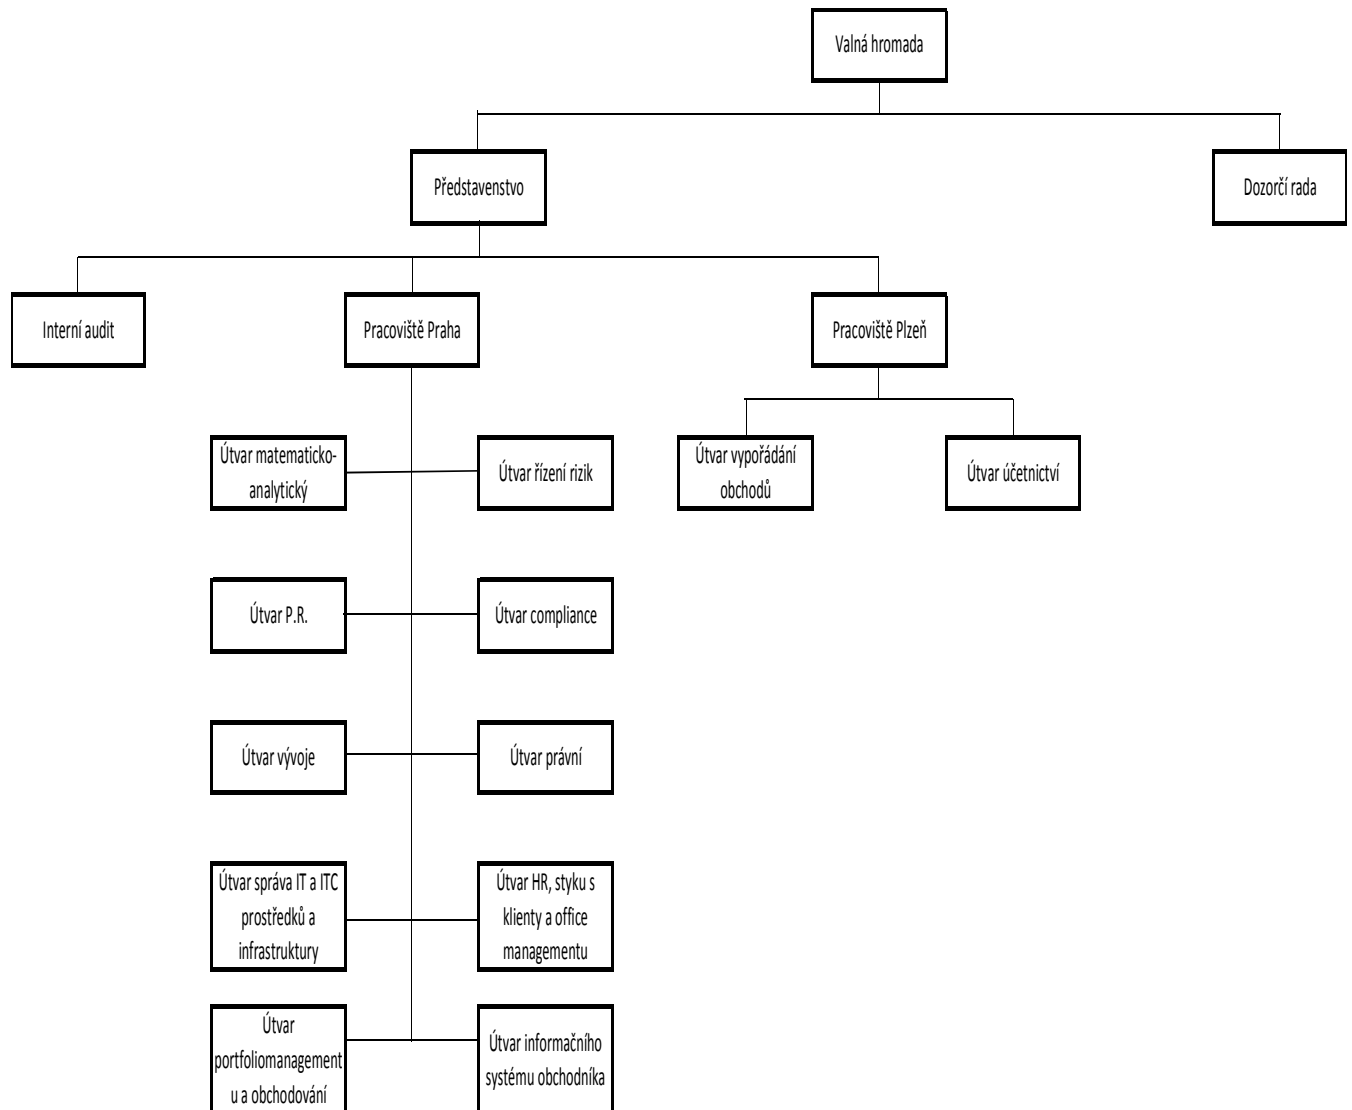 Valná hromada
Představenstvo
Dozorčí rada
Interní audit
Pracoviště Praha
Pracoviště Plzeň
Útvar matematicko-
analytický
Útvar řízení rizik
Útvar vypořádání
obchodů
Útvar účetnictví
Útvar P.R.
Útvar compliance
Útvar vývoje
Útvar právní
Útvar správa IT a ITC
prostředků a
infrastruktury
Útvar HR, styku s
klienty a office
managementu
Útvar
portfoliomanagement
u a obchodování
Útvar informačního
systému obchodníka